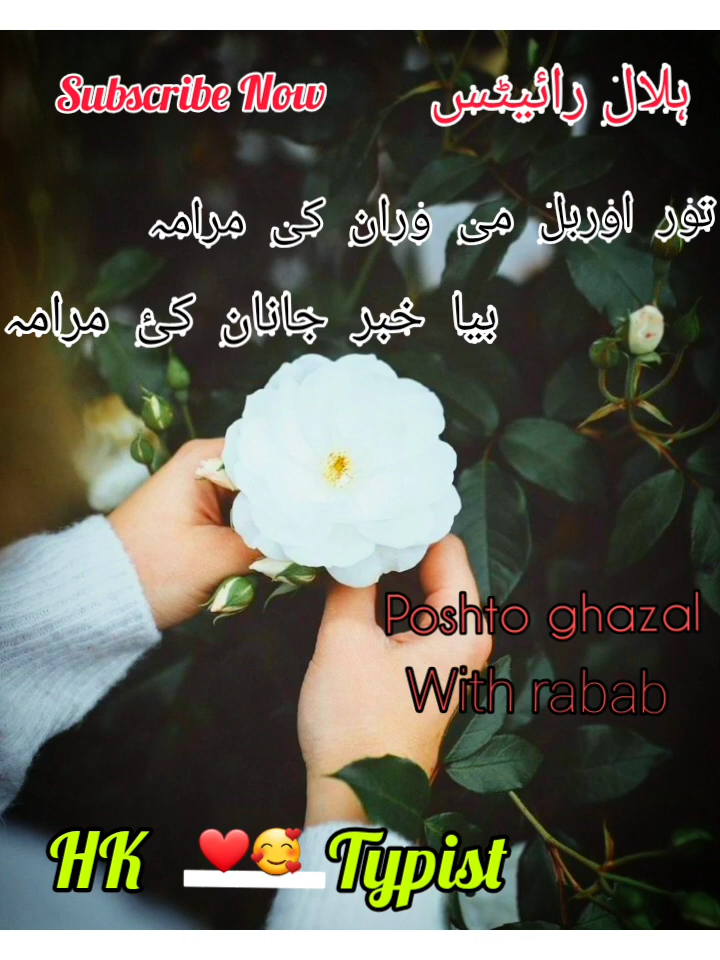 Subscribe Now
ہلال رائیٹس
تور اوربل می وران کی مرامہ
بیا خبر جانان کئ مرامہ
Poshto ghazal
With rabab
HK ❤️🥰 Typist